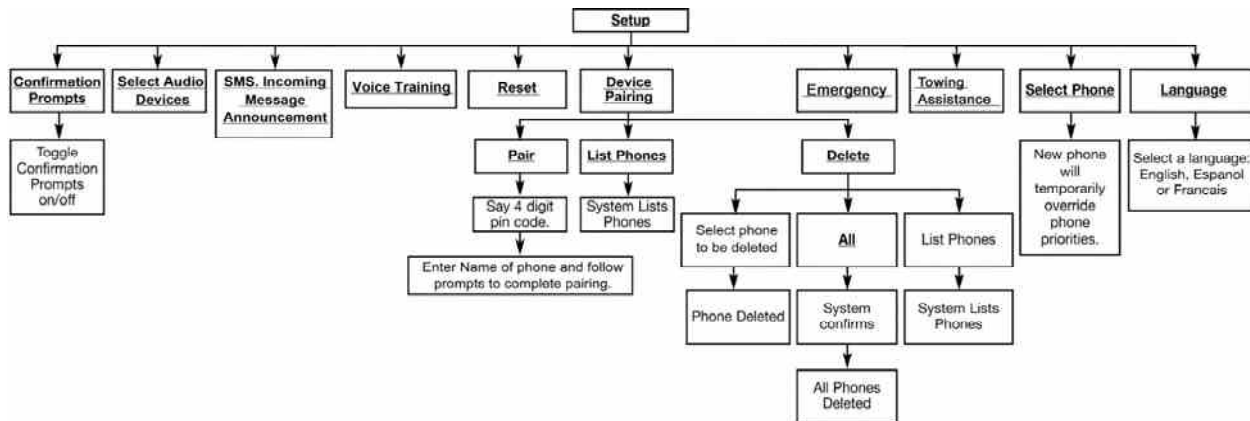 Setup
Confirmation
Prompts
Select Audio
Devices
SMS. Incoming
Message
Announcement
Voice Training
Reset
Device
Pairing
Emergency
Towing
Assistance
Select Phone
Language
Toggle
Confirmation
Prompts
on/off
Pair
List Phones
Delete
New phone
will
temporarily
override
phone
priorities.
Select a language:
English, Espanol
or Francais
Say 4 digit
pin code.
System Lists
Phones
Select phone
to be deleted
All
List Phones
Enter Name of phone and follow
prompts to complete pairing.
Phone Deleted
System
confirms
System Lists
Phones
All Phones
Deleted